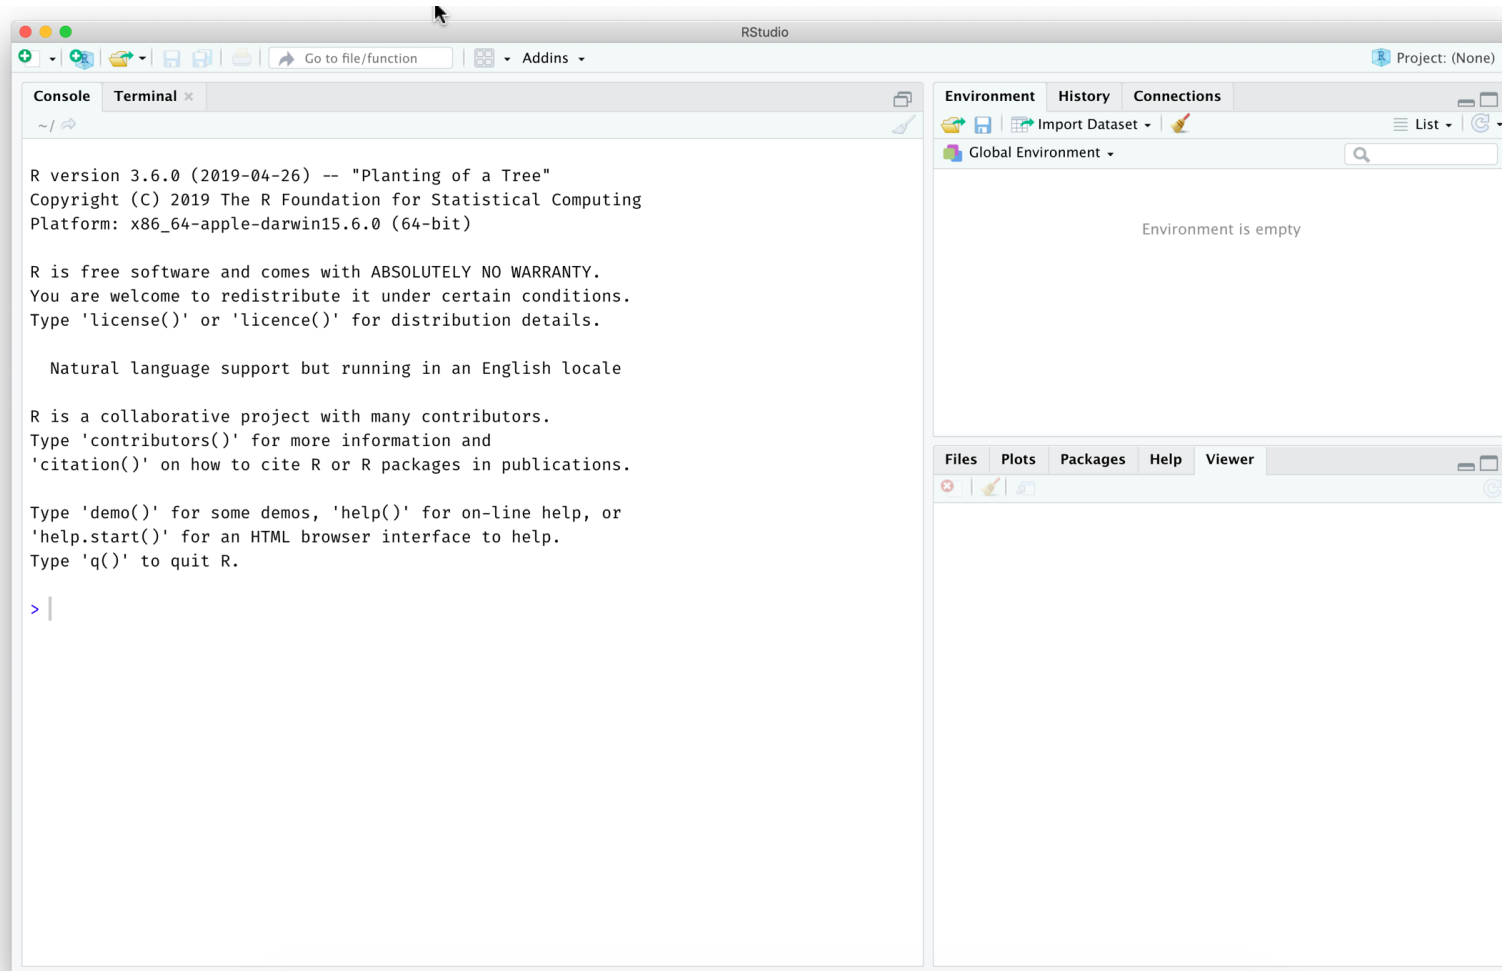 RStudio
Go to file/function
Addins
R Project: (None)
Console Terminal
~/
R version 3.6.0 (2019-04-26) -- "Planting of a Tree"
Copyright (C) 2019 The R Foundation for Statistical Computing
Platform: x86_64-apple-darwin15.6.0 (64-bit)
R is free software and comes with ABSOLUTELY NO WARRANTY.
You are welcome to redistribute it under certain conditions.
Type 'license()' or 'licence()' for distribution details.
Natural language support but running in an English locale
R is a collaborative project with many contributors.
Type 'contributors()' for more information and
'citation()' on how to cite R or R packages in publications.
Type 'demo()' for some demos, 'help()' for on-line help, or
'help.start()' for an HTML browser interface to help.
Type 'q()' to quit R.
>
Environment History Connections
Import Dataset
List
Global Environment
Environment is empty
Files Plots Packages Help Viewer